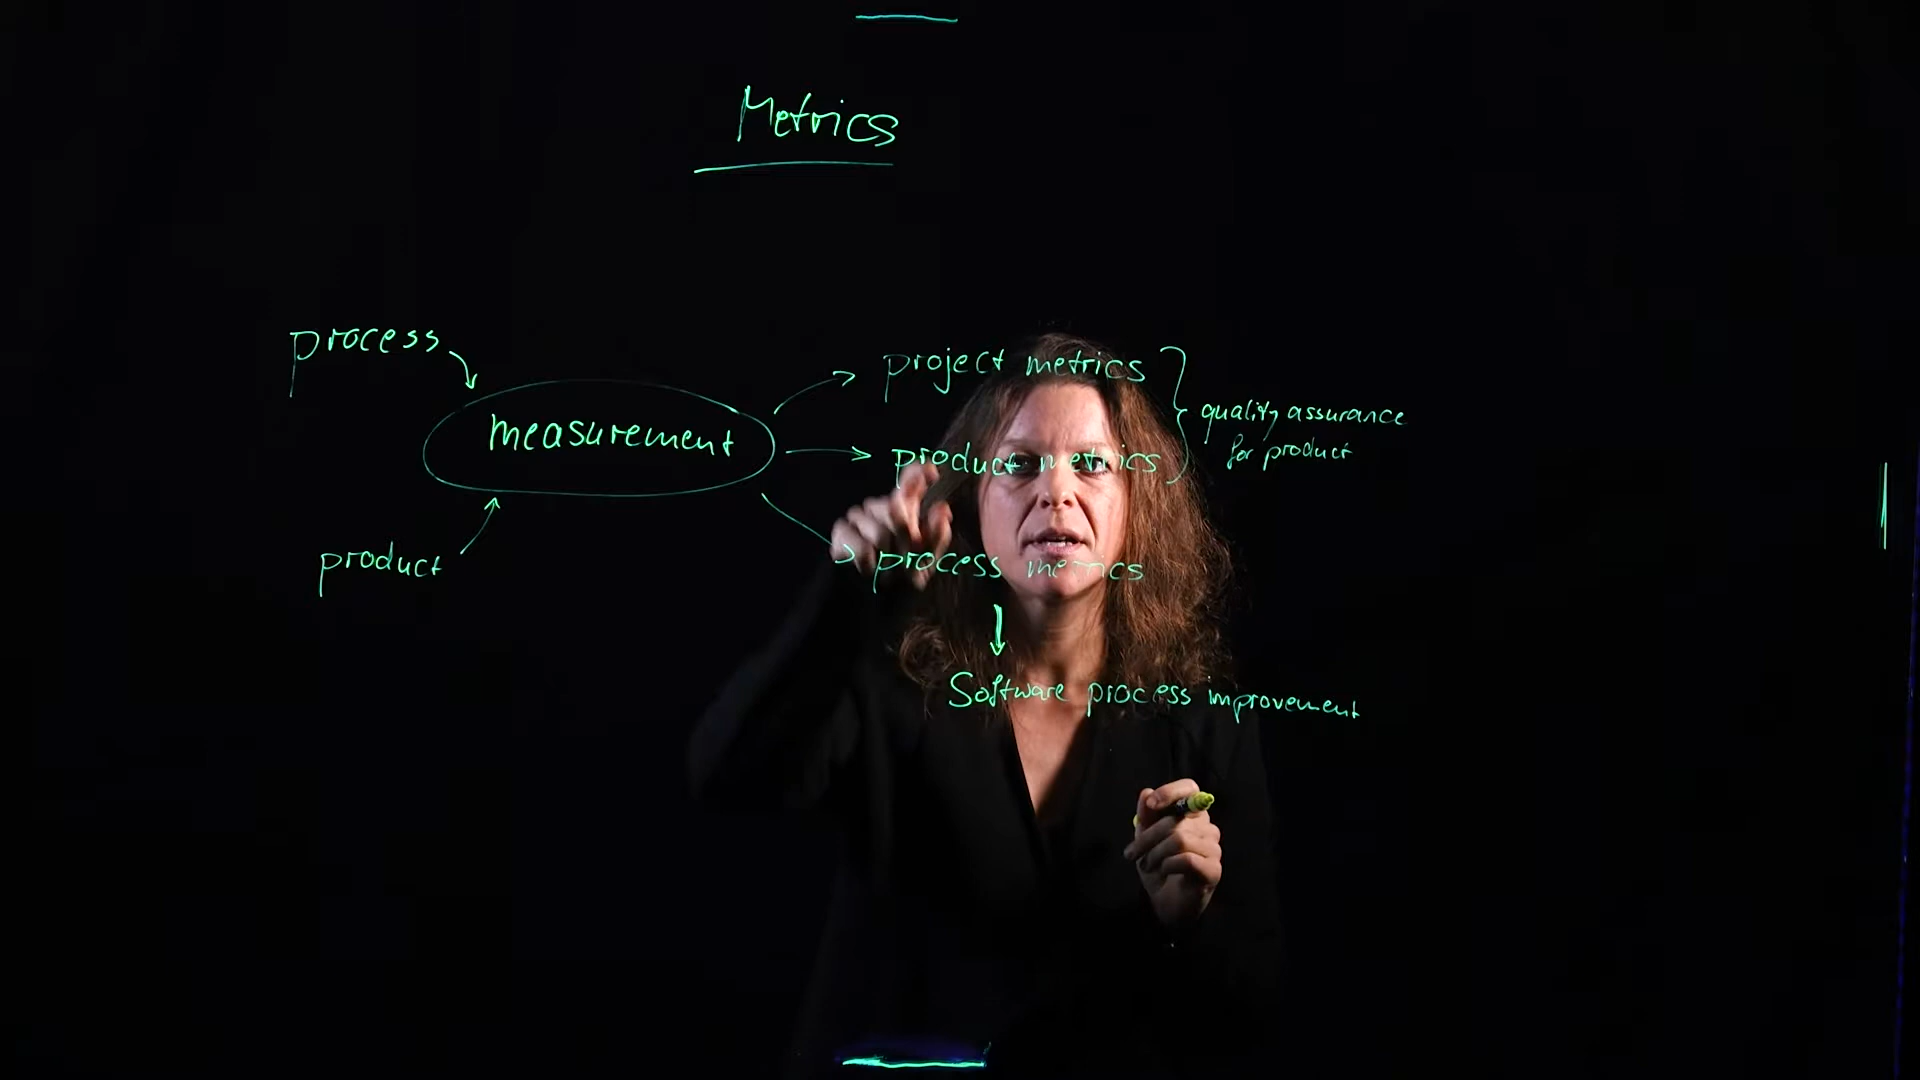 Metrics
process
measurement
product
project metrics
product metrics
process metrics
quality assurance
for product
Software process improvement